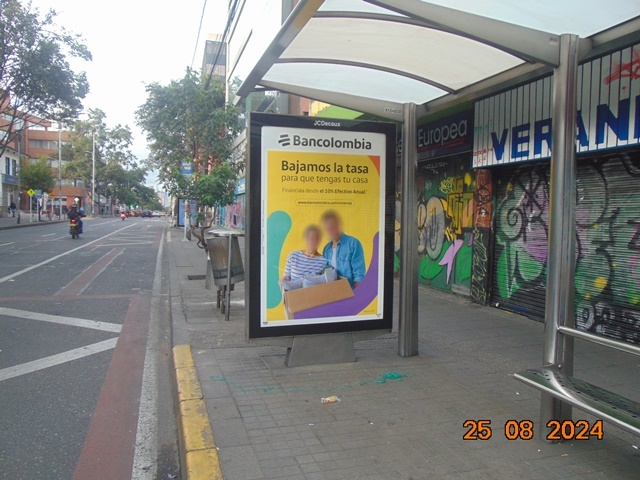 JCDecaux
Bancolombia
Bajamos la tasa
para que tengas tu casa
Fináncialа desde el 10% Efectivo Anual
Europea
VERAN
25 08 2024